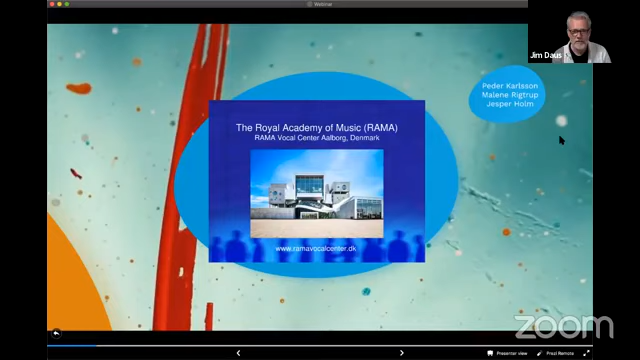 Webinar
Jim Daus
Peder Karlsson
Malene Rigtrup
Jesper Holm
The Royal Academy of Music (RAMA)
RAMA Vocal Center Aalborg, Denmark
www.ramavocalcenter.dk
zoom
Presenter view
Prezi Remote